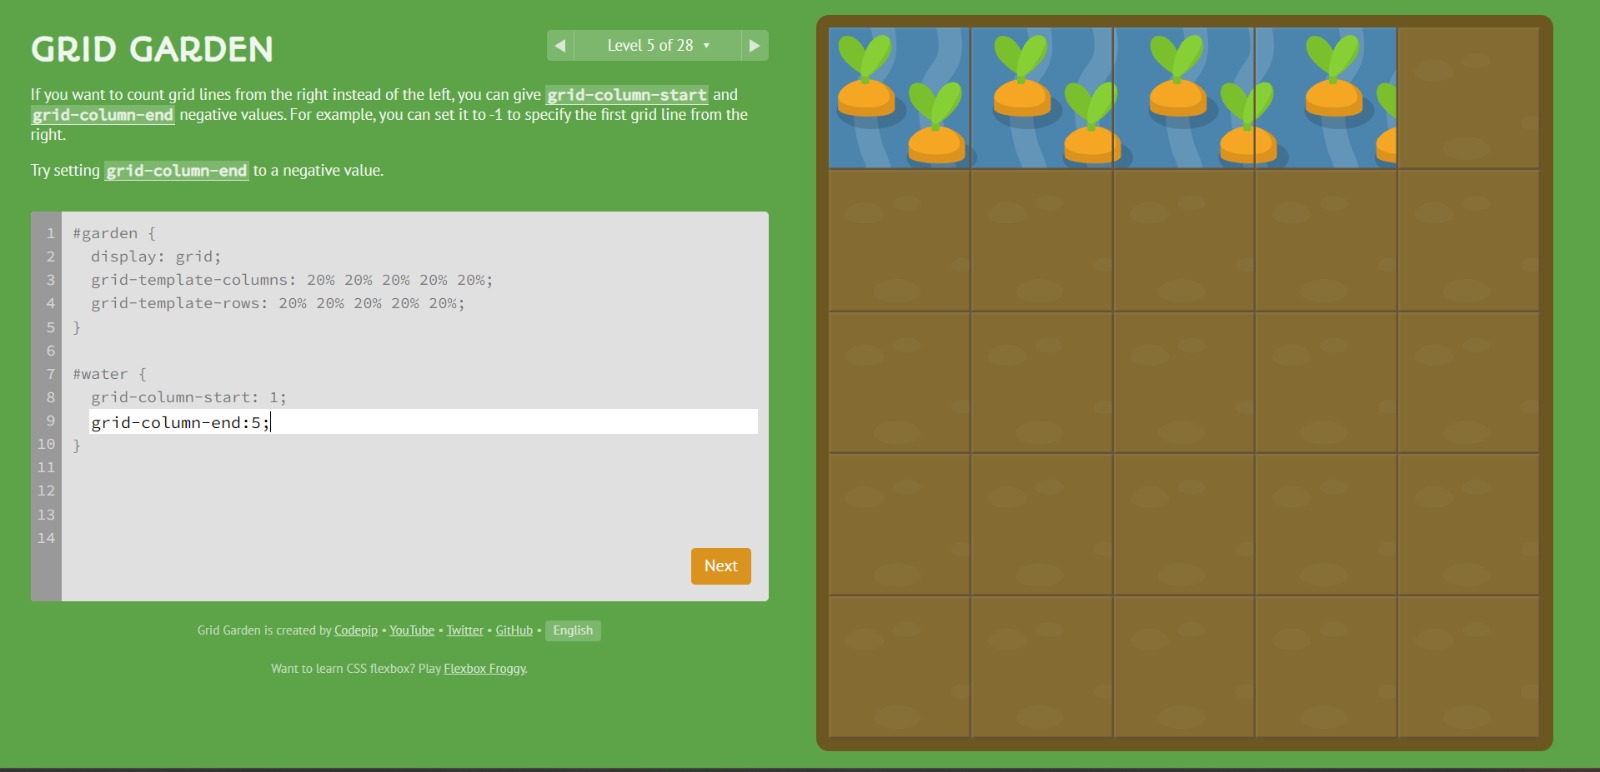 GRID GARDEN
◀ Level 5 of 28 ▾ ▶
If you want to count grid lines from the right instead of the left, you can give grid-column-start and
grid-column-end negative values. For example, you can set it to -1 to specify the first grid line from the
right.
Try setting grid-column-end to a negative value.
1 #garden {
2 display: grid;
3 grid-template-columns: 20% 20% 20% 20% 20%;
4 grid-template-rows: 20% 20% 20% 20% 20%;
5 }
6
7 #water {
8 grid-column-start: 1;
9 grid-column-end:5;
10 }
11
12
13
14
Next
Grid Garden is created by Codepip • YouTube • Twitter • GitHub • English
Want to learn CSS flexbox? Play Flexbox Froggy.